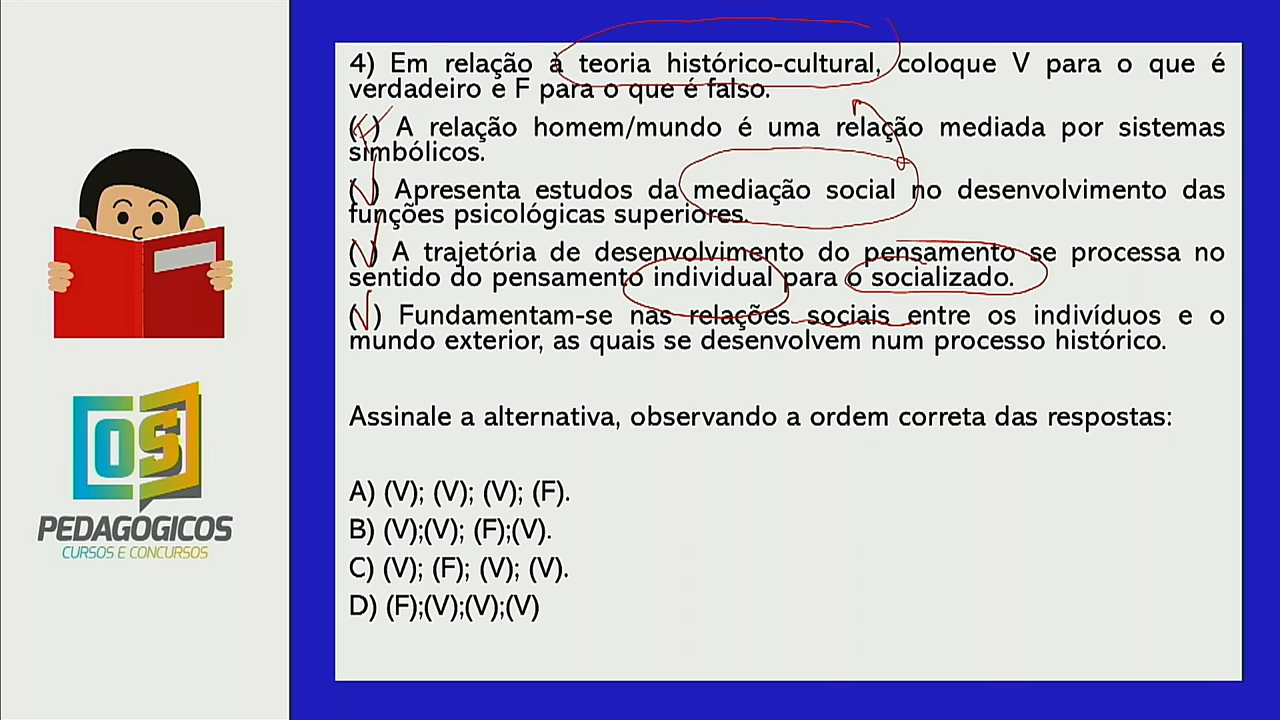 4) Em relação à teoria histórico-cultural, coloque V para o que é
verdadeiro e F para o que é falso.
(F) A relação homem/mundo é uma relação mediada por sistemas
simbólicos.
(V) Apresenta estudos da mediação social no desenvolvimento das
funções psicológicas superiores.
(V) A trajetória de desenvolvimento do pensamento se processa no
sentido do pensamento individual para o socializado.
(V) Fundamentam-se nas relações sociais entre os indivíduos e o
mundo exterior, as quais se desenvolvem num processo histórico.
Assinale a alternativa, observando a ordem correta das respostas:
A) (V); (V); (V); (F).
B) (V);(V); (F);(V).
C) (V); (F); (V); (V).
D) (F);(V);(V);(V)
OS
PEDAGÓGICOS
CURSOS E CONCURSOS